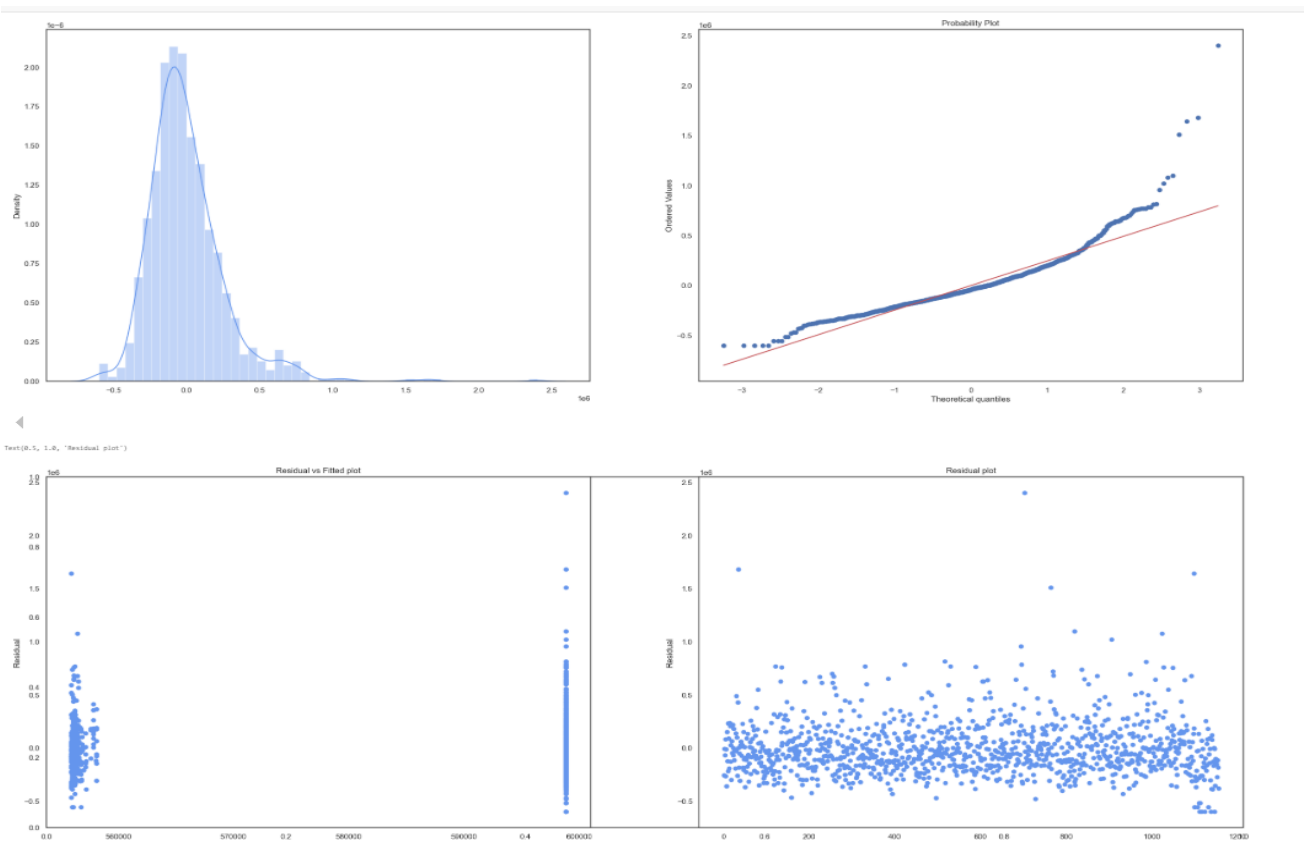 1e-6
Density
2.00
1.75
1.50
1.25
1.00
0.75
0.50
0.25
0.00
-0.5 0.0 0.5 1.0 1.5 2.0 2.5
1e6
Probability Plot
1e6
Ordered Values
2.5
2.0
1.5
1.0
0.5
0.0
-0.5
-3 -2 -1 0 1 2 3
Theoretical quantiles
Text(0.5, 1.0, 'Residual plot')
Residual vs Fitted plot
1e6
Residual
1.0
2.5
2.0
0.8
1.5
0.6
1.0
0.4
0.5
0.0
0.2
-0.5
0.0
0.0 560000 570000 0.2 580000 590000 0.4 600000
Residual plot
1e6
Residual
2.5
2.0
1.5
1.0
0.5
0.0
-0.5
0 0.6 200 400 600 0.8 800 1000